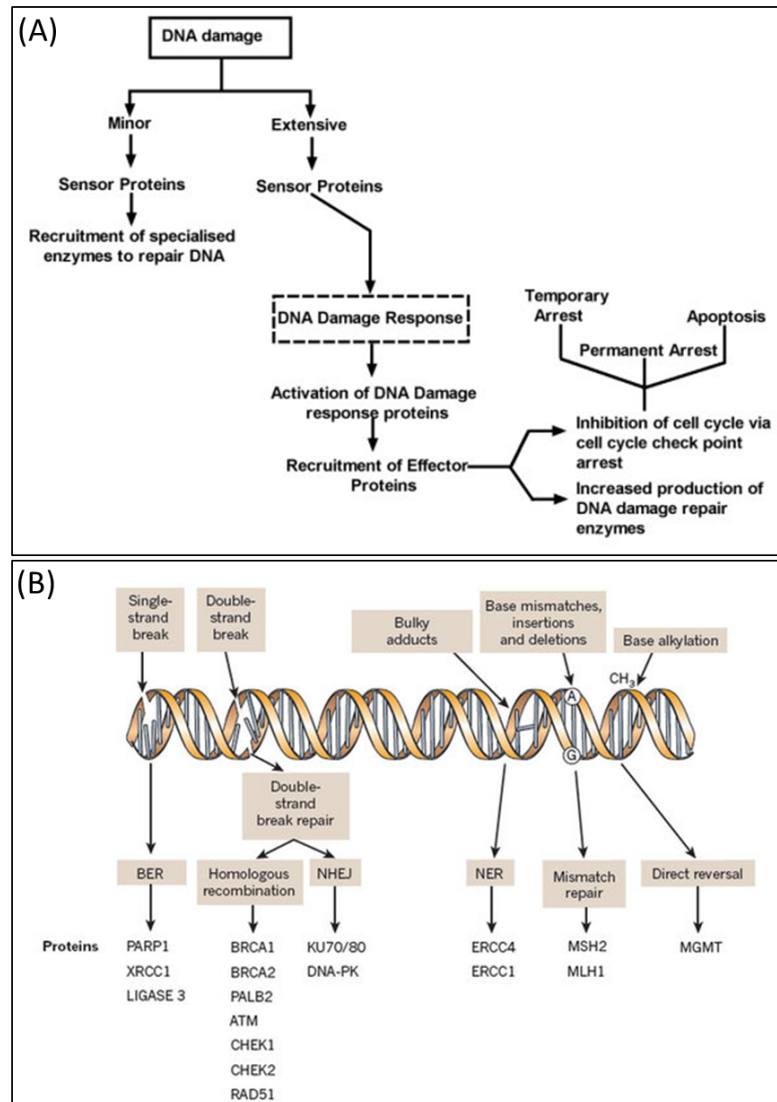 (A)
DNA damage
Minor
Extensive
Sensor Proteins
Sensor Proteins
Recruitment of specialised
enzymes to repair DNA
DNA Damage Response
Temporary
Arrest
Apoptosis
Permanent Arrest
Activation of DNA Damage
response proteins
Inhibition of cell cycle via
cell cycle check point
arrest
Recruitment of Effector
Proteins
Increased production of
DNA damage repair
enzymes
(B)
Single-
strand
break
Double-
strand
break
Bulky
adducts
Base mismatches,
insertions
and deletions
Base alkylation
CH3
A
G
Double-
strand
break repair
BER
Homologous
recombination
NHEJ
NER
Mismatch
repair
Direct reversal
Proteins
PARP1
XRCC1
LIGASE 3
BRCA1
BRCA2
PALB2
ATM
CHEK1
CHEK2
RAD51
KU70/80
DNA-PK
ERCC4
ERCC1
MSH2
MLH1
MGMT